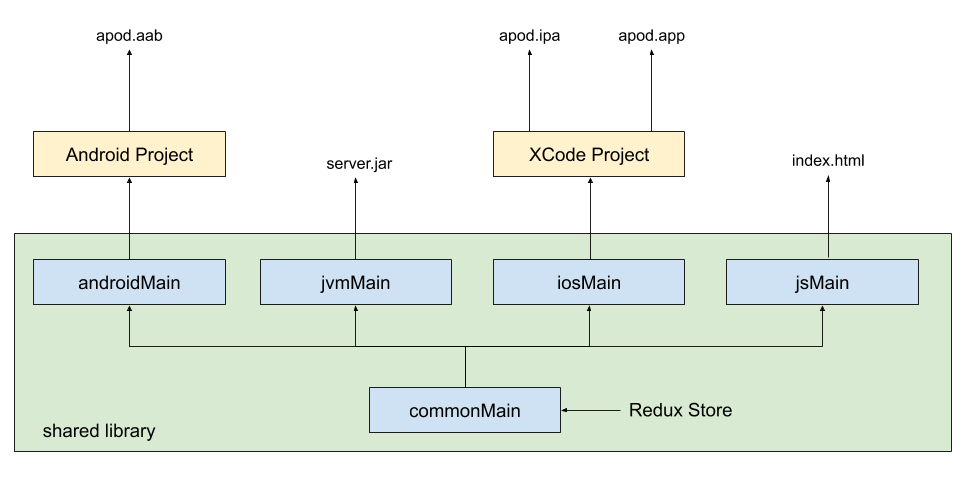 apod.aab
apod.ipa
apod.app
Android Project
XCode Project
server.jar
index.html
androidMain
jvmMain
iosMain
jsMain
commonMain
Redux Store
shared library